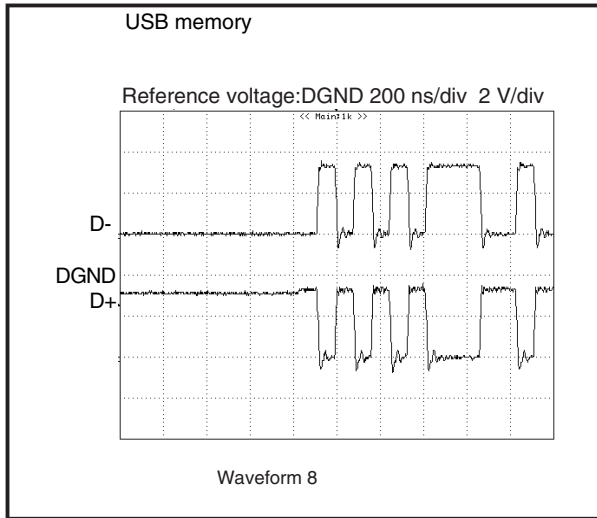 USB memory
Reference voltage:DGND 200 ns/div 2 V/div
<< Main:1k >>
D-
DGND
D+
Waveform 8